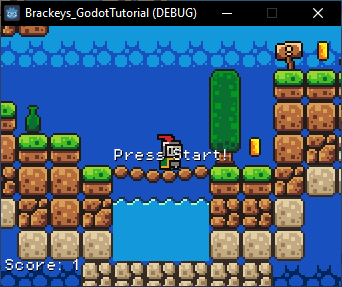 Brackeys_GodotTutorial (DEBUG)
Press Start!
Score: 1